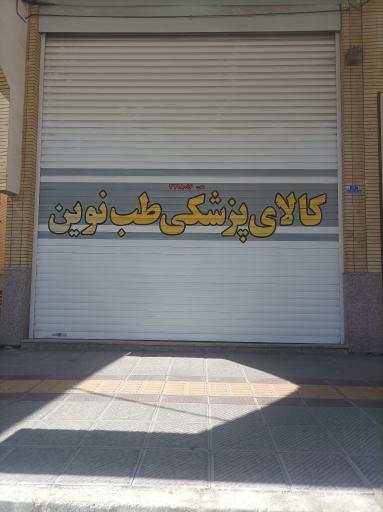 کالای پزشکی طب نوین